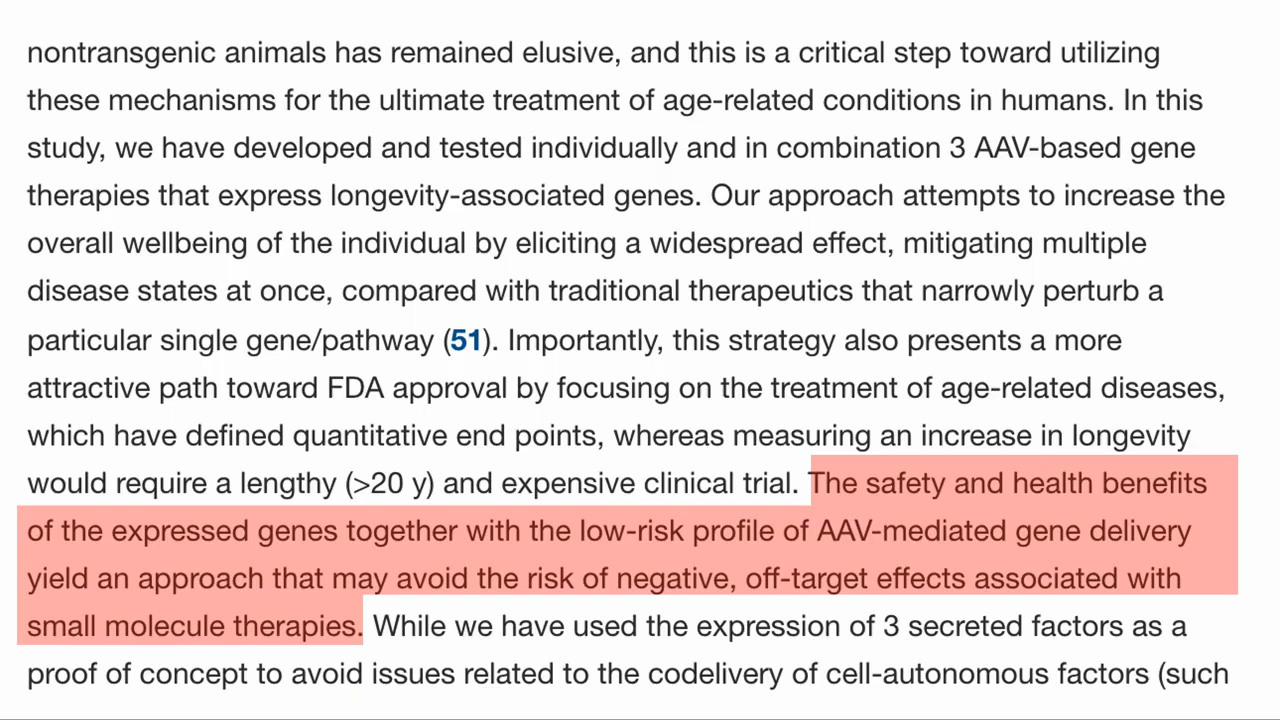 nontransgenic animals has remained elusive, and this is a critical step toward utilizing
these mechanisms for the ultimate treatment of age-related conditions in humans. In this
study, we have developed and tested individually and in combination 3 AAV-based gene
therapies that express longevity-associated genes. Our approach attempts to increase the
overall wellbeing of the individual by eliciting a widespread effect, mitigating multiple
disease states at once, compared with traditional therapeutics that narrowly perturb a
particular single gene/pathway (51). Importantly, this strategy also presents a more
attractive path toward FDA approval by focusing on the treatment of age-related diseases,
which have defined quantitative end points, whereas measuring an increase in longevity
would require a lengthy (>20 y) and expensive clinical trial. The safety and health benefits
of the expressed genes together with the low-risk profile of AAV-mediated gene delivery
yield an approach that may avoid the risk of negative, off-target effects associated with
small molecule therapies. While we have used the expression of 3 secreted factors as a
proof of concept to avoid issues related to the codelivery of cell-autonomous factors (such